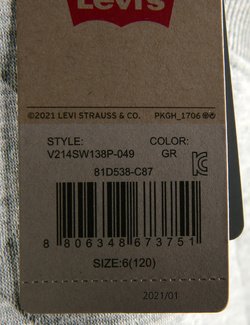 Levi's
©2021 LEVI STRAUSS & CO. PKGH_1706 ®℗
STYLE: COLOR:
V214SW138P-049 GR
81D538-C87
8 806348 673751
SIZE:6(120)
2021/01